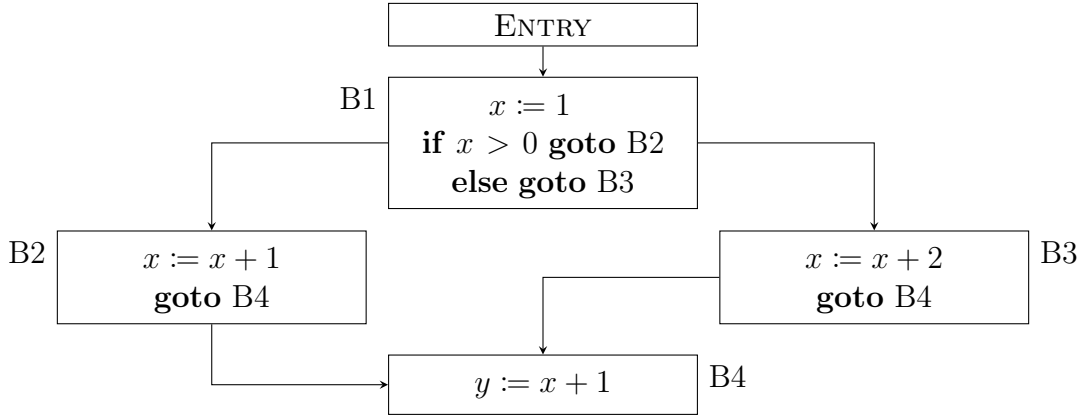 ENTRY
B1
x := 1
if x > 0 goto B2
else goto B3
B2
x := x + 1
goto B4
B3
x := x + 2
goto B4
B4
y := x + 1